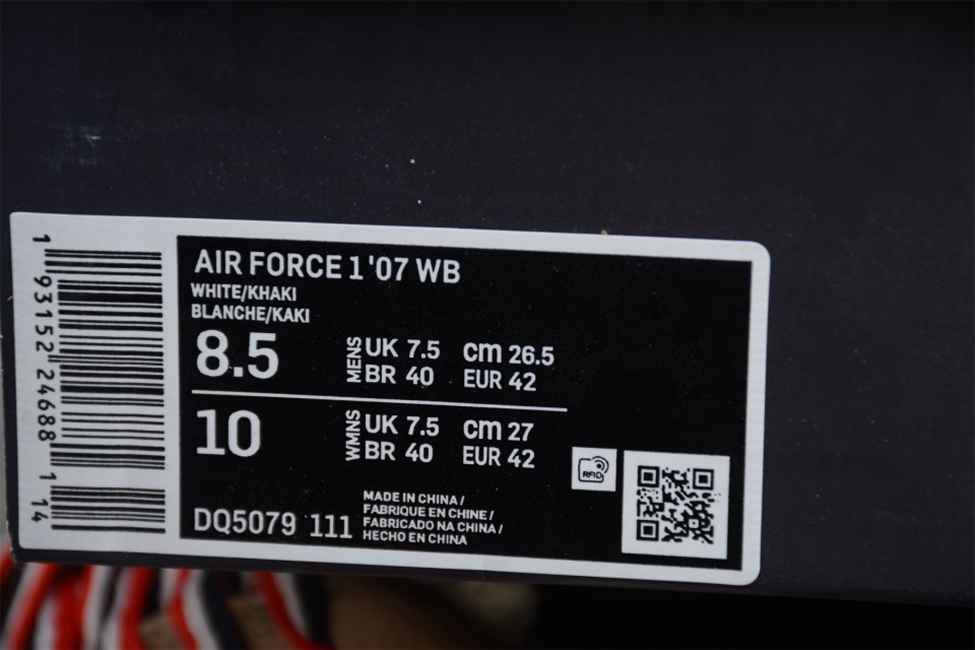 AIR FORCE 1 '07 WB
WHITE/KHAKI
BLANCHE/KAKI
8.5
MENS
UK 7.5 cm 26.5
BR 40 EUR 42
10
WMNS
UK 7.5 cm 27
BR 40 EUR 42
DQ5079 111
MADE IN CHINA /
FABRIQUE EN CHINE /
FABRICADO NA CHINA /
HECHO EN CHINA
RFID
1 93152 24688 1 14